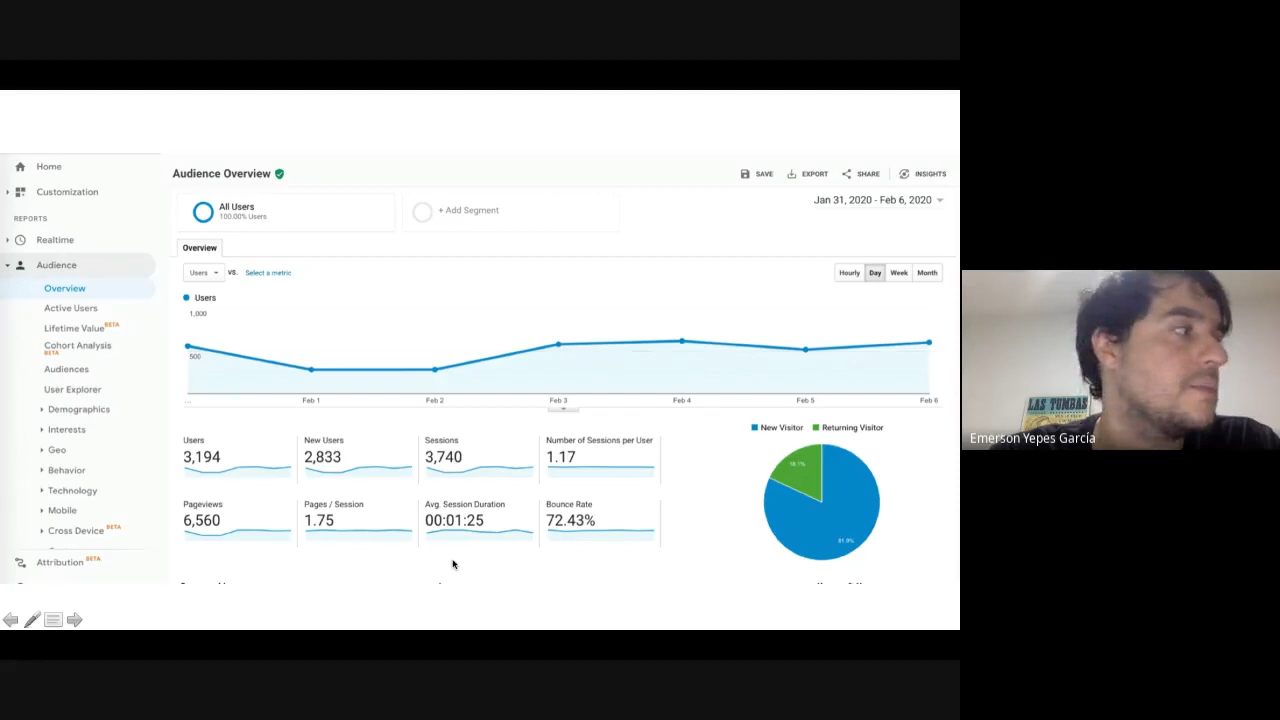 Home
Customization
REPORTS
Realtime
Audience
Overview
Active Users
Lifetime Value BETA
Cohort Analysis
BETA
Audiences
User Explorer
Demographics
Interests
Geo
Behavior
Technology
Mobile
Cross Device BETA
Attribution BETA
Audience Overview
SAVE
EXPORT
SHARE
INSIGHTS
All Users
100.00% Users
+ Add Segment
Jan 31, 2020 - Feb 6, 2020
Overview
Users VS. Select a metric
Hourly Day Week Month
Users
1,000
500
... Feb 1 Feb 2 Feb 3 Feb 4 Feb 5 Feb 6
Users
3,194
New Users
2,833
Sessions
3,740
Number of Sessions per User
1.17
Pageviews
6,560
Pages / Session
1.75
Avg. Session Duration
00:01:25
Bounce Rate
72.43%
New Visitor Returning Visitor
81.9%
LAS TUMBAS
Emerson Yepes García